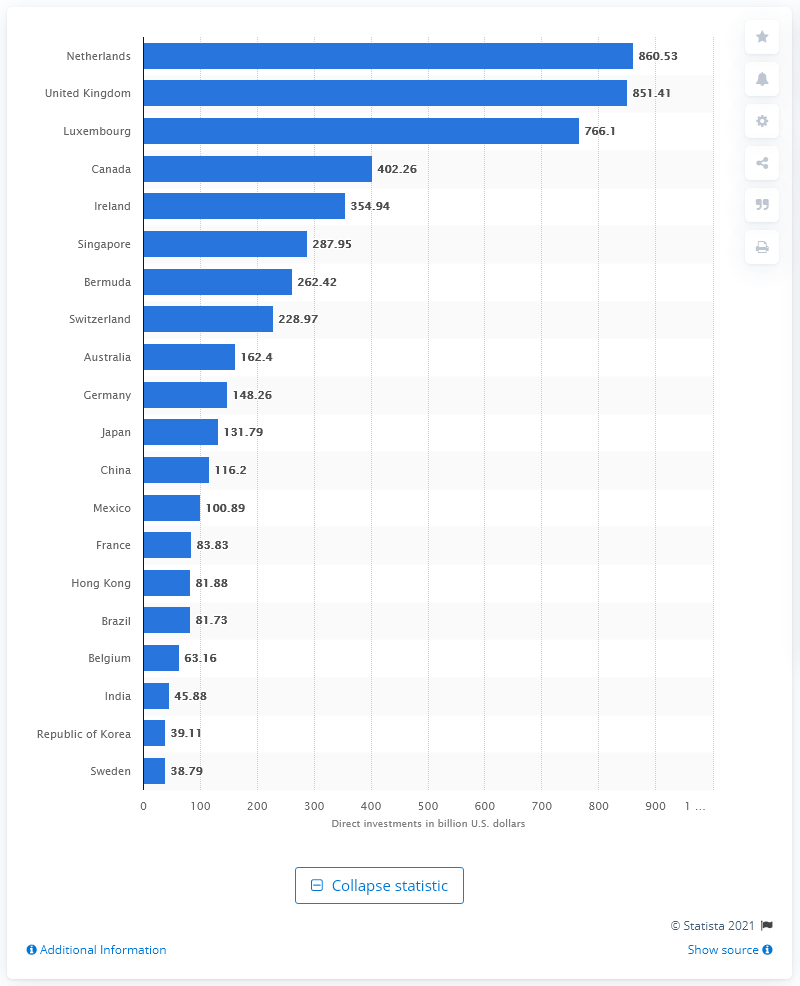 Netherlands 860.53
United Kingdom 851.41
Luxembourg 766.1
Canada 402.26
Ireland 354.94
Singapore 287.95
Bermuda 262.42
Switzerland 228.97
Australia 162.4
Germany 148.26
Japan 131.79
China 116.2
Mexico 100.89
France 83.83
Hong Kong 81.88
Brazil 81.73
Belgium 63.16
India 45.88
Republic of Korea 39.11
Sweden 38.79
0 100 200 300 400 500 600 700 800 900 1 ...
Direct investments in billion U.S. dollars
Collapse statistic
© Statista 2021
Additional Information Show source